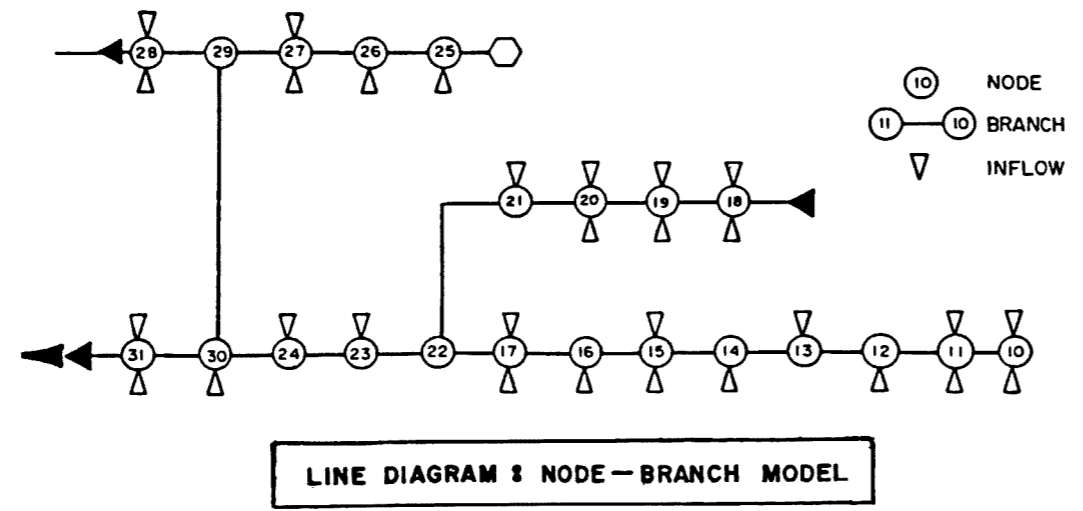 28 29 27 26 25
10 NODE
11 10 BRANCH
INFLOW
21 20 19 18
31 30 24 23 22 17 16 15 14 13 12 11 10
LINE DIAGRAM : NODE—BRANCH MODEL